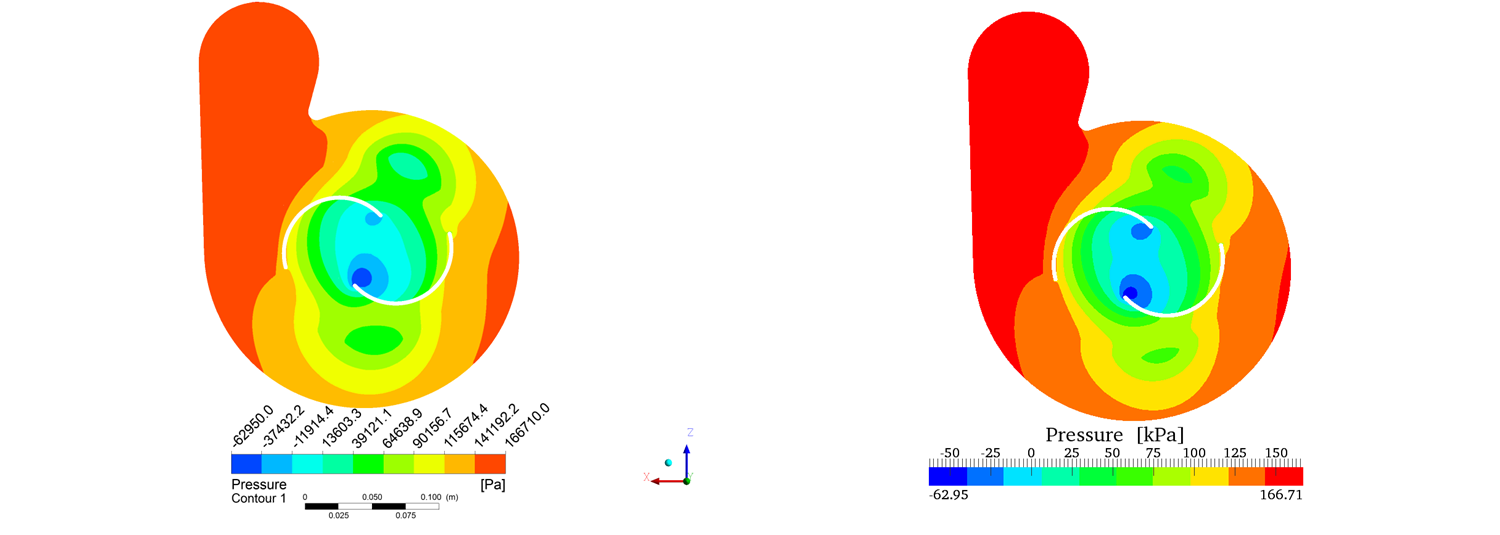 -62950.0 -37432.2 -11914.4 13603.3 39121.1 64638.9 90156.7 115674.4 141192.2 166710.0
Pressure [Pa]
Contour 1
0 0.050 0.100 (m)
0.025 0.075
Z
X
Pressure [kPa]
-50 -25 0 25 50 75 100 125 150
-62.95 166.71